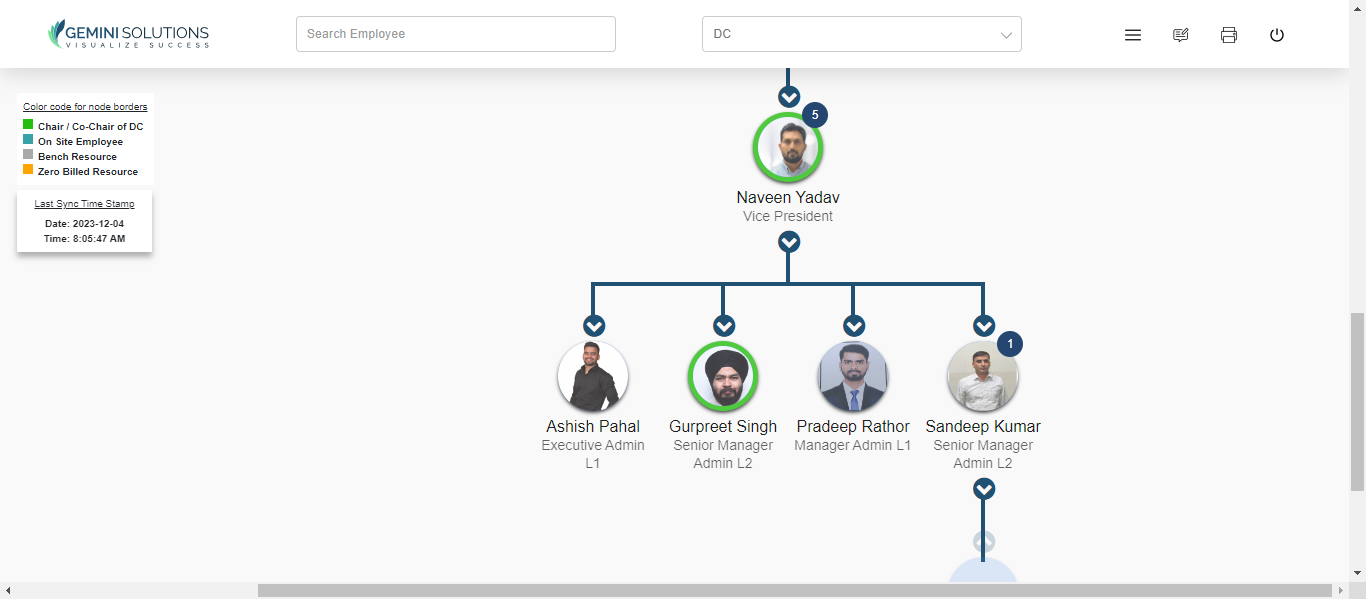 GEMINI SOLUTIONS
VISUALIZE SUCCESS
Search Employee
DC
Color code for node borders
Chair / Co-Chair of DC
On Site Employee
Bench Resource
Zero Billed Resource
Last Sync Time Stamp
Date: 2023-12-04
Time: 8:05:47 AM
5
Naveen Yadav
Vice President
1
Ashish Pahal
Executive Admin
L1
Gurpreet Singh
Senior Manager
Admin L2
Pradeep Rathor
Manager Admin L1
Sandeep Kumar
Senior Manager
Admin L2